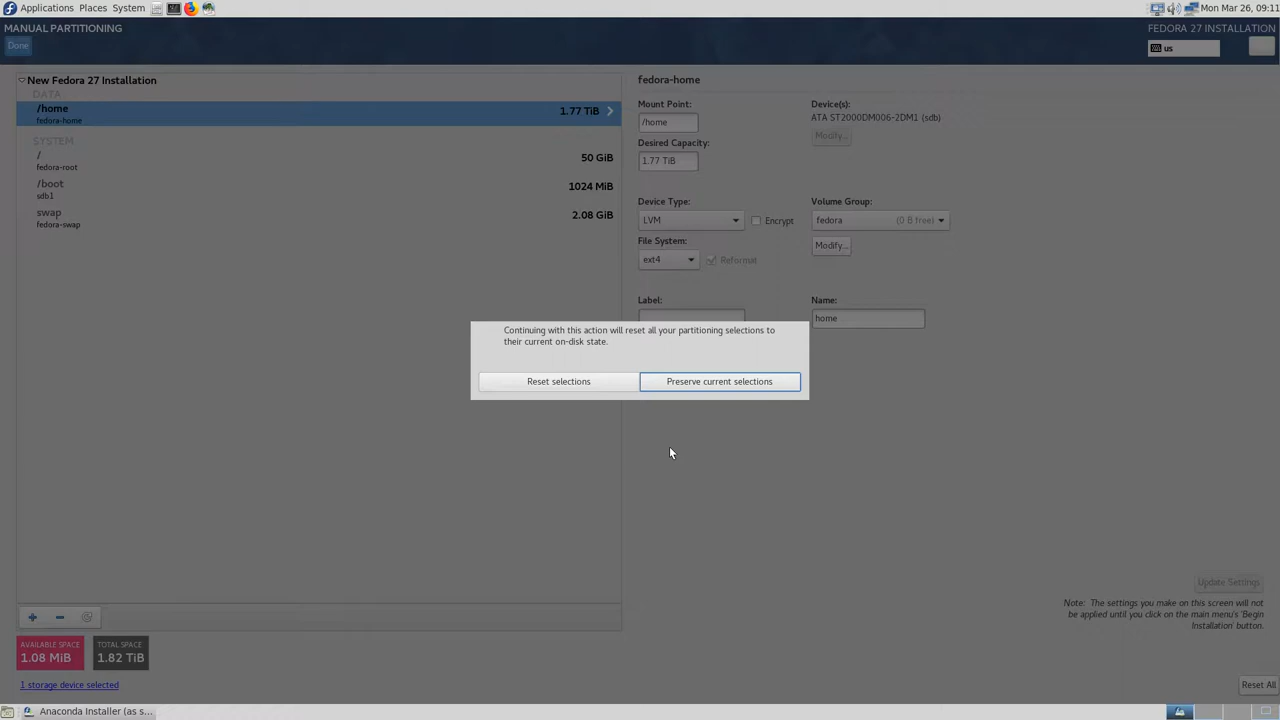 Applications Places System
Mon Mar 26, 09:11
MANUAL PARTITIONING
FEDORA 27 INSTALLATION
Done
us
New Fedora 27 Installation
DATA
/home
fedora-home
1.77 TiB
SYSTEM
/
fedora-root
50 GiB
/boot
sdb1
1024 MiB
swap
fedora-swap
2.08 GiB
fedora-home
Mount Point:
/home
Device(s):
ATA ST2000DM006-2DM1 (sdb)
Modify...
Desired Capacity:
1.77 TiB
Device Type:
LVM
Encrypt
Volume Group:
fedora (0 B free)
Modify...
File System:
ext4
Reformat
Label:
Name:
home
Continuing with this action will reset all your partitioning selections to
their current on-disk state.
Reset selections
Preserve current selections
Update Settings
Note: The settings you make on this screen will not
be applied until you click on the main menu's 'Begin
Installation' button.
AVAILABLE SPACE
1.08 MiB
TOTAL SPACE
1.82 TiB
1 storage device selected
Reset All
Anaconda Installer (as s...